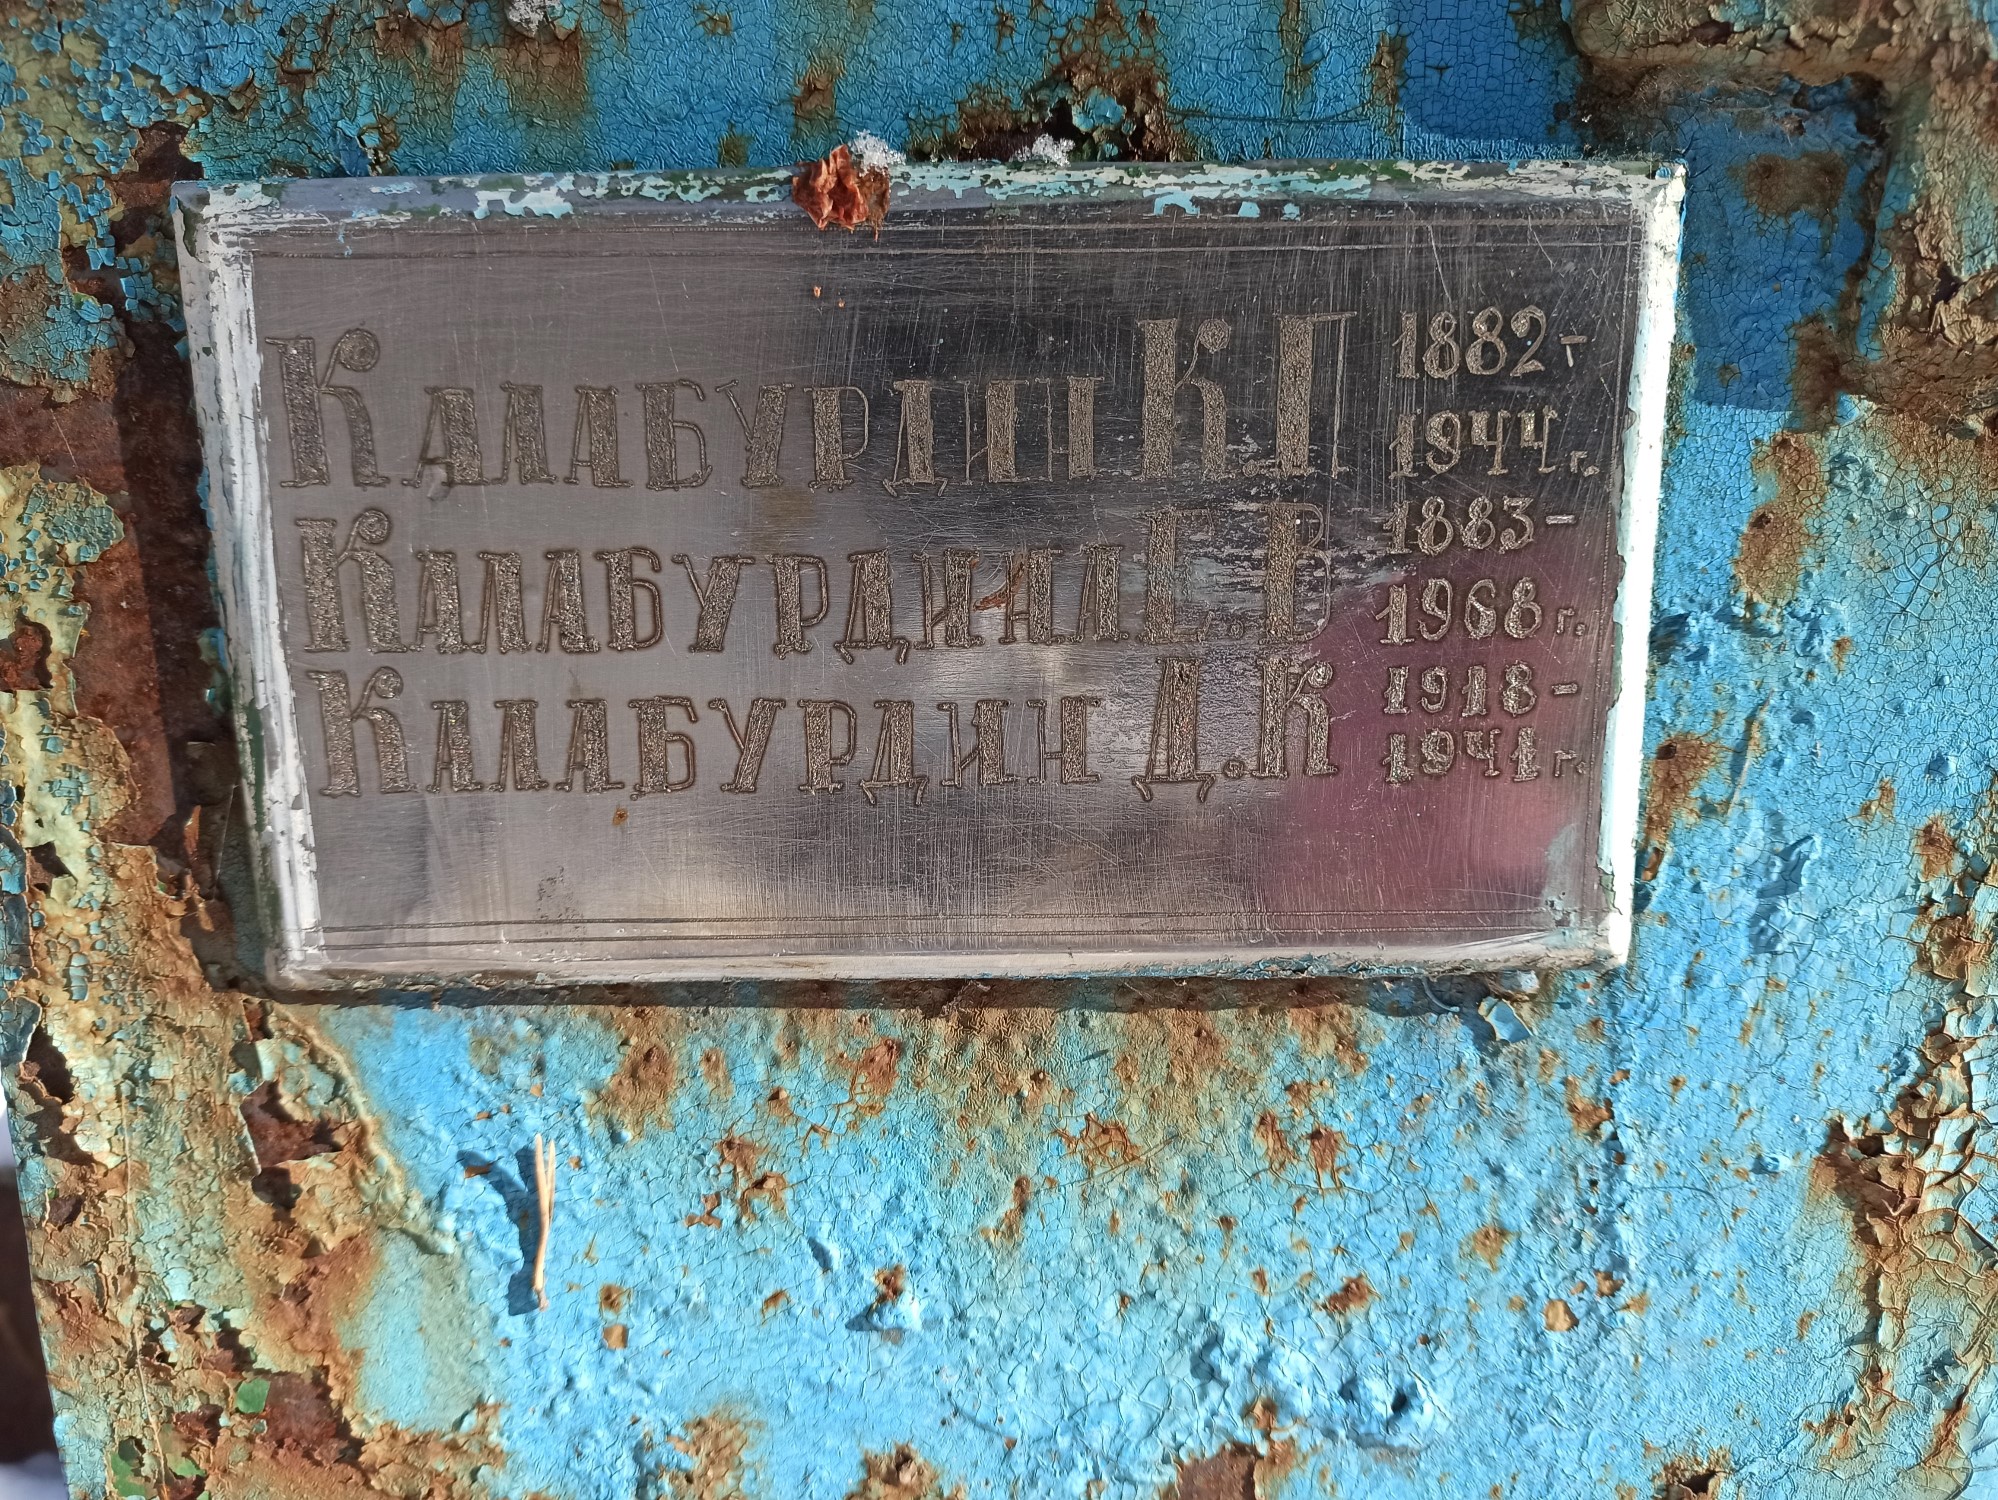 Калабурдин К.П 1882-
1944г.
Калабурдина Е.В 1883-
1968г.
Калабурдин Д.К 1918-
1941г.